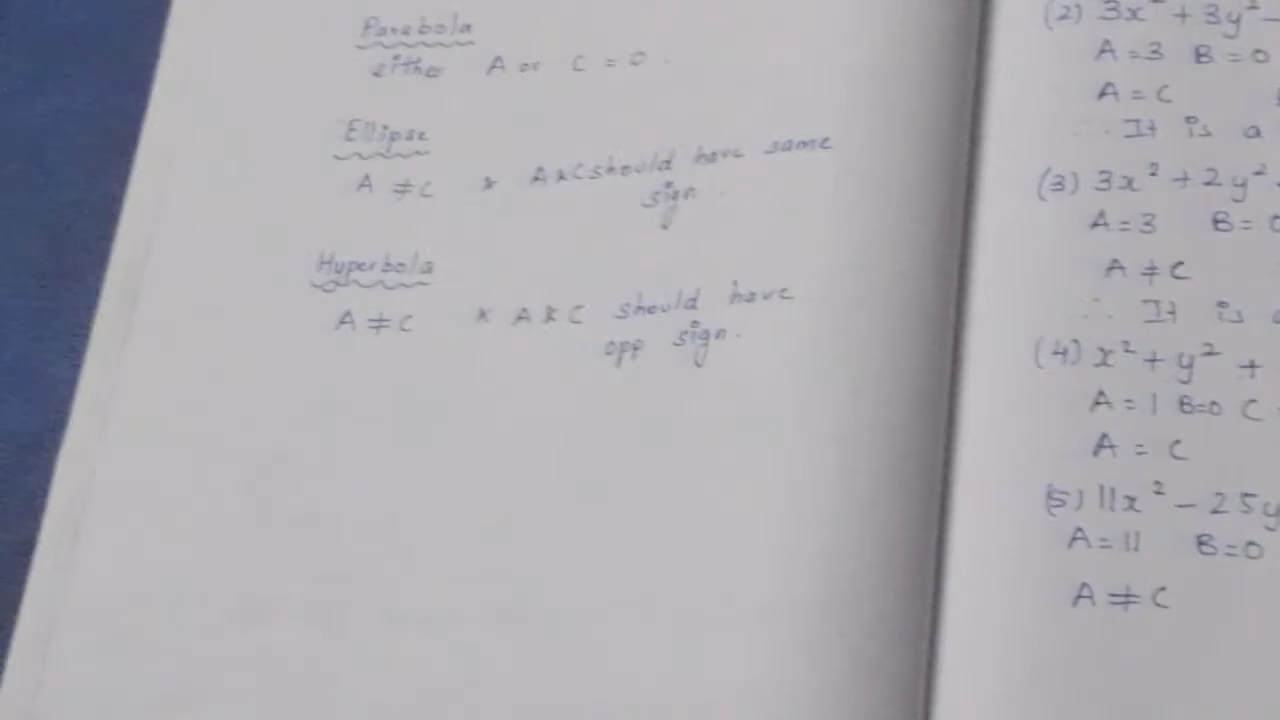 Parabola
either A or C = 0.
Ellipse
A ≠ C & A & C should have same
sign
Hyperbola
A ≠ C & A & C should have
opp sign.
(2) 3x² + 3y² -
A = 3 B = 0
A = C
∴ It is a
(3) 3x² + 2y²
A = 3 B = 0
A ≠ C
∴ It is a
(4) x² + y² +
A = 1 B=0 C
A = C
(5) 11x² - 25y
A = 11 B = 0
A ≠ C